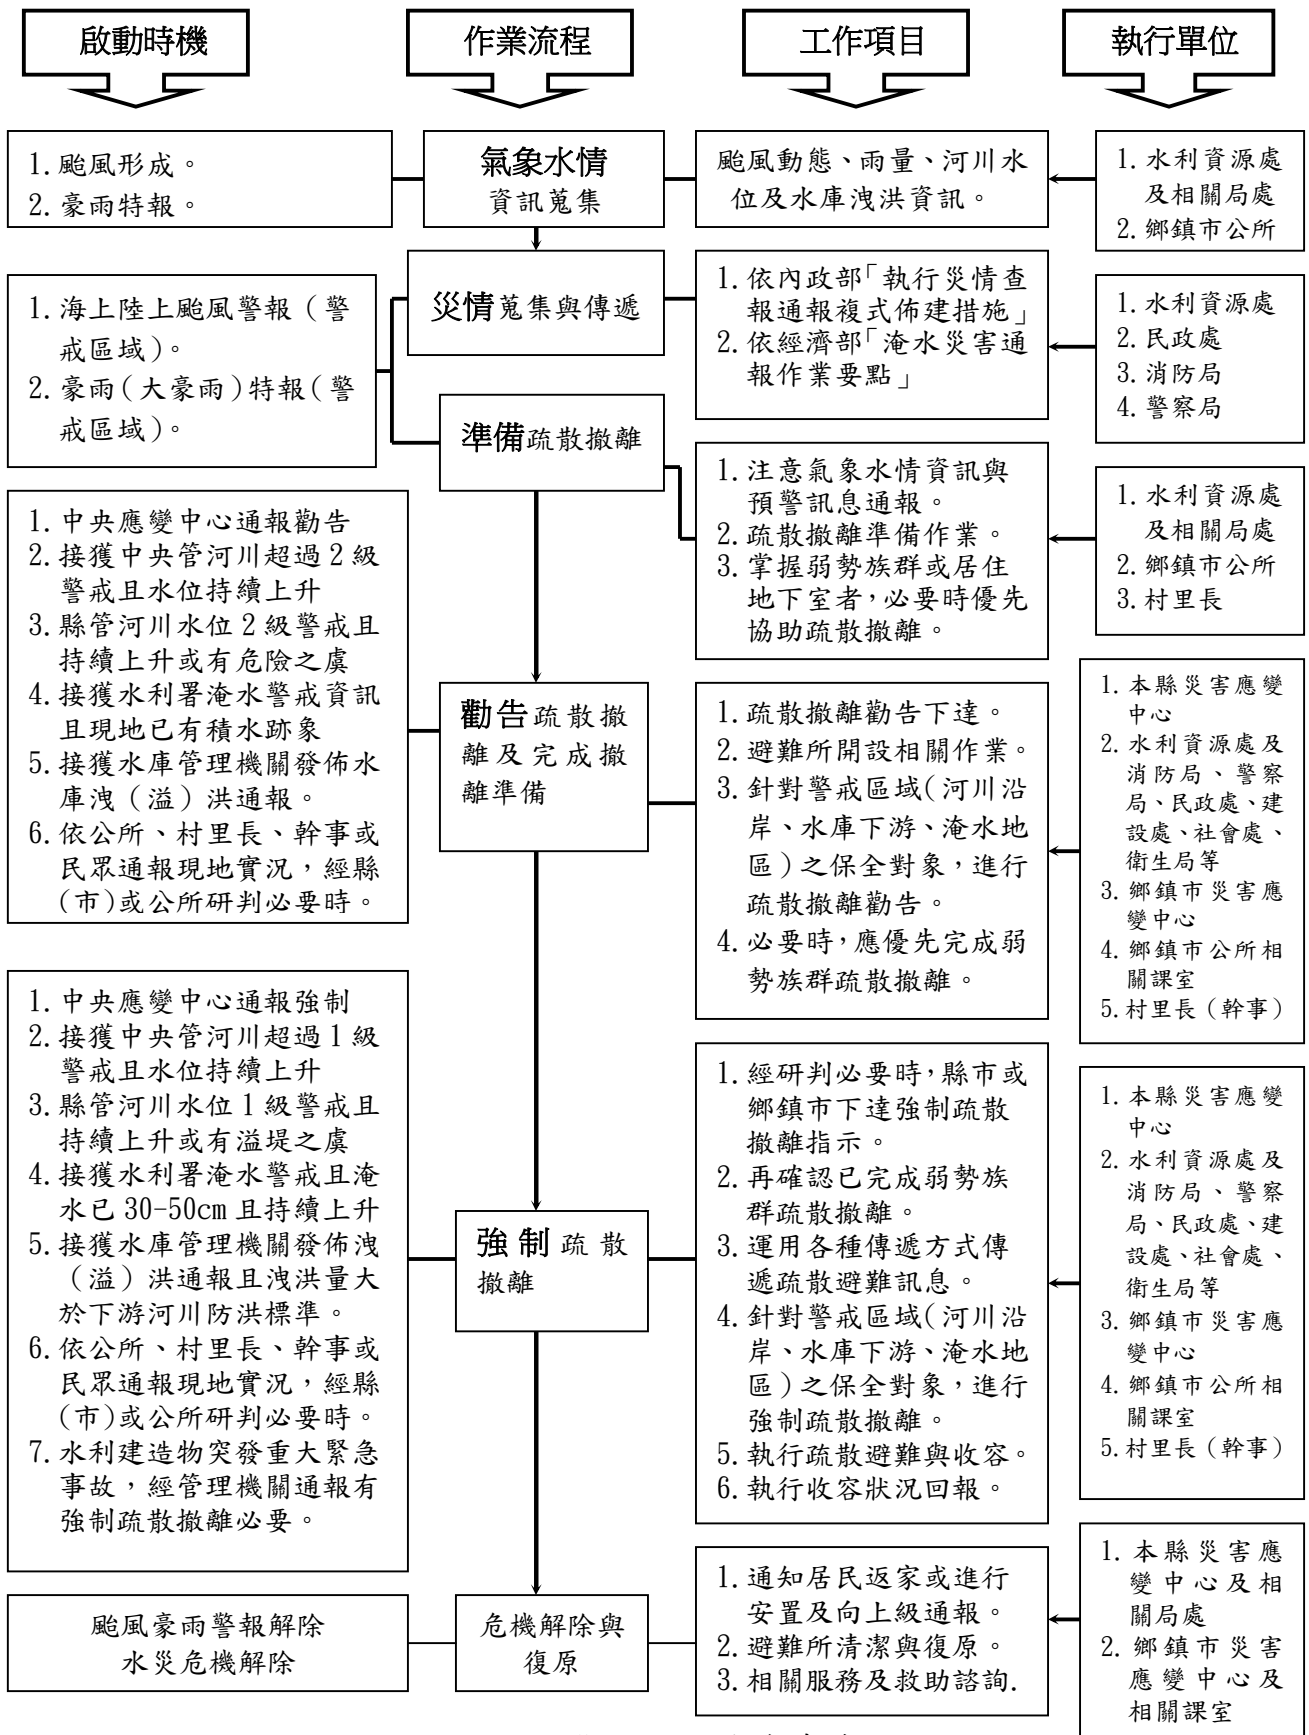 啟動時機
作業流程
工作項目
執行單位
1.颱風形成。
2.豪雨特報。
氣象水情
資訊蒐集
颱風動態、雨量、河川水
位及水庫洩洪資訊。
1.水利資源處
及相關局處
2.鄉鎮市公所
1.海上陸上颱風警報(警
戒區域)。
2.豪雨(大豪雨)特報(警
戒區域)。
災情蒐集與傳遞
1.依內政部「執行災情查
報通報複式佈建措施」
2.依經濟部「淹水災害通
報作業要點」
1.水利資源處
2.民政處
3.消防局
4.警察局
準備疏散撤離
1.注意氣象水情資訊與
預警訊息通報。
2.疏散撤離準備作業。
3.掌握弱勢族群或居住
地下室者,必要時優先
協助疏散撤離。
1.水利資源處
及相關局處
2.鄉鎮市公所
3.村里長
1.中央應變中心通報勸告
2.接獲中央管河川超過2級
警戒且水位持續上升
3.縣管河川水位2級警戒且
持續上升或有危險之虞
4.接獲水利署淹水警戒資訊
且現地已有積水跡象
5.接獲水庫管理機關發佈水
庫洩(溢)洪通報。
6.依公所、村里長、幹事或
民眾通報現地實況,經縣
(市)或公所研判必要時。
勸告疏散撤
離及完成撤
離準備
1.疏散撤離勸告下達。
2.避難所開設相關作業。
3.針對警戒區域(河川沿
岸、水庫下游、淹水地
區)之保全對象,進行
疏散撤離勸告。
4.必要時,應優先完成弱
勢族群疏散撤離。
1.本縣災害應變
中心
2.水利資源處及
消防局、警察
局、民政處、建
設處、社會處、
衛生局等
3.鄉鎮市災害應
變中心
4.鄉鎮市公所相
關課室
5.村里長(幹事)
1.中央應變中心通報強制
2.接獲中央管河川超過1級
警戒且水位持續上升
3.縣管河川水位1級警戒且
持續上升或有溢堤之虞
4.接獲水利署淹水警戒且淹
水已30-50cm且持續上升
5.接獲水庫管理機關發佈洩
(溢)洪通報且洩洪量大
於下游河川防洪標準。
6.依公所、村里長、幹事或
民眾通報現地實況,經縣
(市)或公所研判必要時。
7.水利建造物突發重大緊急
事故,經管理機關通報有
強制疏散撤離必要。
強制疏散
撤離
1.經研判必要時,縣市或
鄉鎮市下達強制疏散
撤離指示。
2.再確認已完成弱勢族
群疏散撤離。
3.運用各種傳遞方式傳
遞疏散避難訊息。
4.針對警戒區域(河川沿
岸、水庫下游、淹水地
區)之保全對象,進行
強制疏散撤離。
5.執行疏散避難與收容。
6.執行收容狀況回報。
1.本縣災害應變
中心
2.水利資源處及
消防局、警察
局、民政處、建
設處、社會處、
衛生局等
3.鄉鎮市災害應
變中心
4.鄉鎮市公所相
關課室
5.村里長(幹事)
颱風豪雨警報解除
水災危機解除
危機解除與
復原
1.通知居民返家或進行
安置及向上級通報。
2.避難所清潔與復原。
3.相關服務及救助諮詢.
1.本縣災害應
變中心及相
關局處
2.鄉鎮市災害
應變中心及
相關課室